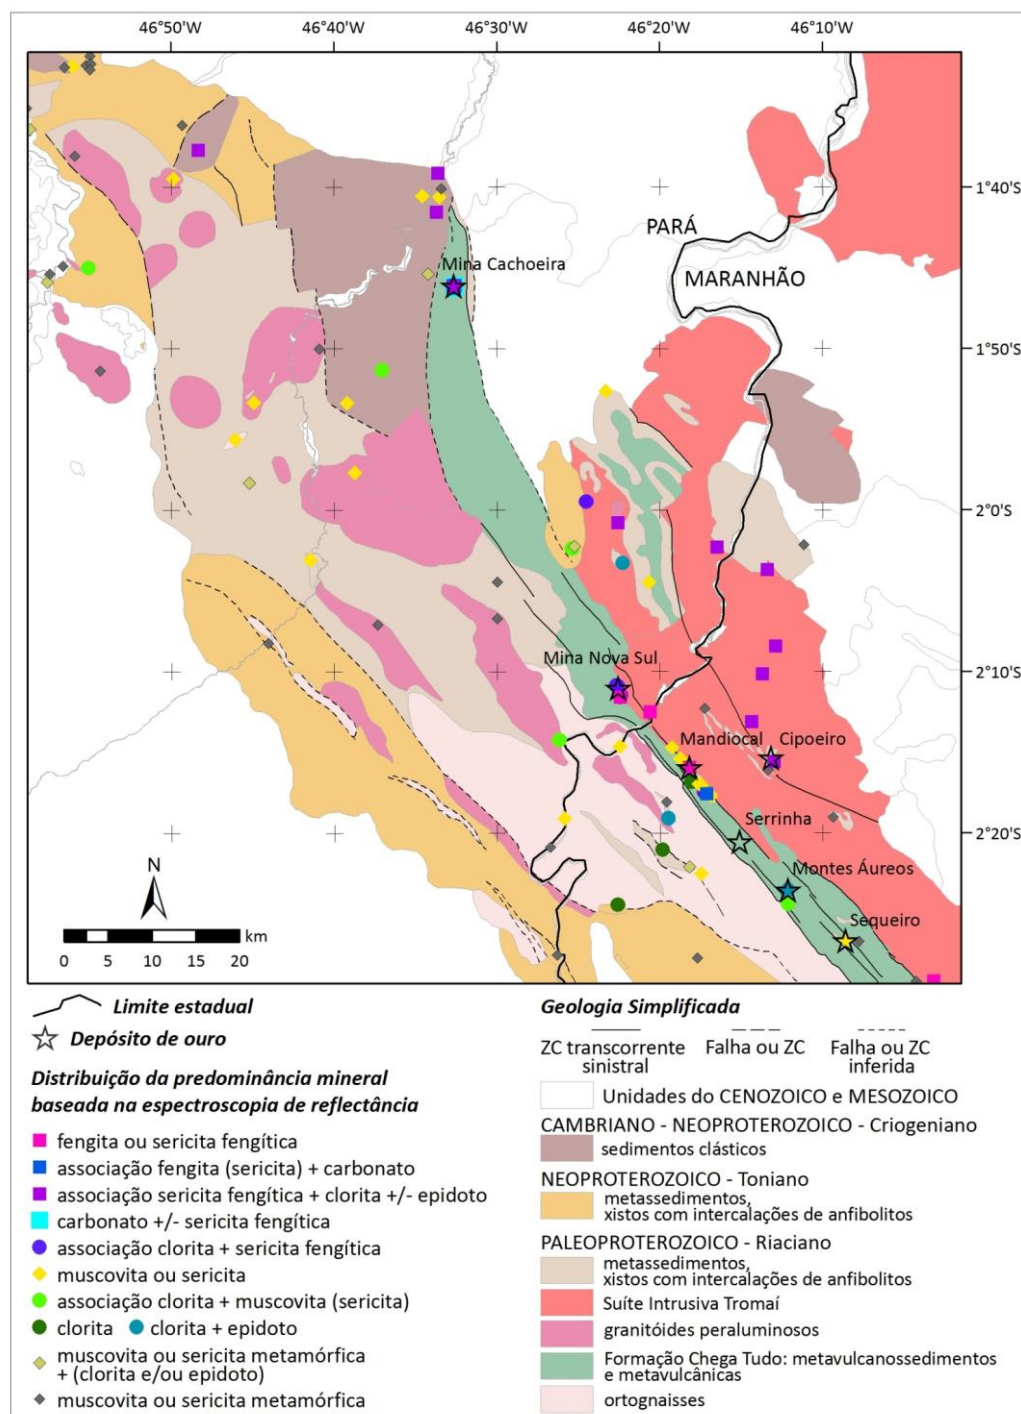 46°50'W 46°40'W 46°30'W 46°20'W 46°10'W
1°40'S
PARÁ
Mina Cachoeira
MARANHÃO
1°50'S
2°0'S
2°10'S
Mina Nova Sul
Mandiocal Cipoeiro
Serrinha
2°20'S
Montes Áureos
N
Sequeiro
km
0 5 10 20
Limite estadual
Depósito de ouro
Distribuição da predominância mineral
baseada na espectroscopia de reflectância
fengita ou sericita fengítica
associação fengita (sericita) + carbonato
associação sericita fengítica + clorita +/- epidoto
carbonato +/- sericita fengítica
associação clorita + sericita fengítica
muscovita ou sericita
associação clorita + muscovita (sericita)
clorita clorita + epidoto
muscovita ou sericita metamórfica
+ (clorita e/ou epidoto)
muscovita ou sericita metamórfica
Geologia Simplificada
ZC transcorrente Falha ou ZC Falha ou ZC
sinistral inferida
Unidades do CENOZOICO e MESOZOICO
CAMBRIANO - NEOPROTEROZOICO - Criogeniano
sedimentos clásticos
NEOPROTEROZOICO - Toniano
metassedimentos,
xistos com intercalações de anfibolito
PALEOPROTEROZOICO - Riaciano
metassedimentos,
xistos com intercalações de anfibolito
Suíte Intrusiva Tromaí
granitóides peraluminosos
Formação Chega Tudo: metavulcanossedimentos
e metavulcânicas
ortognaisses